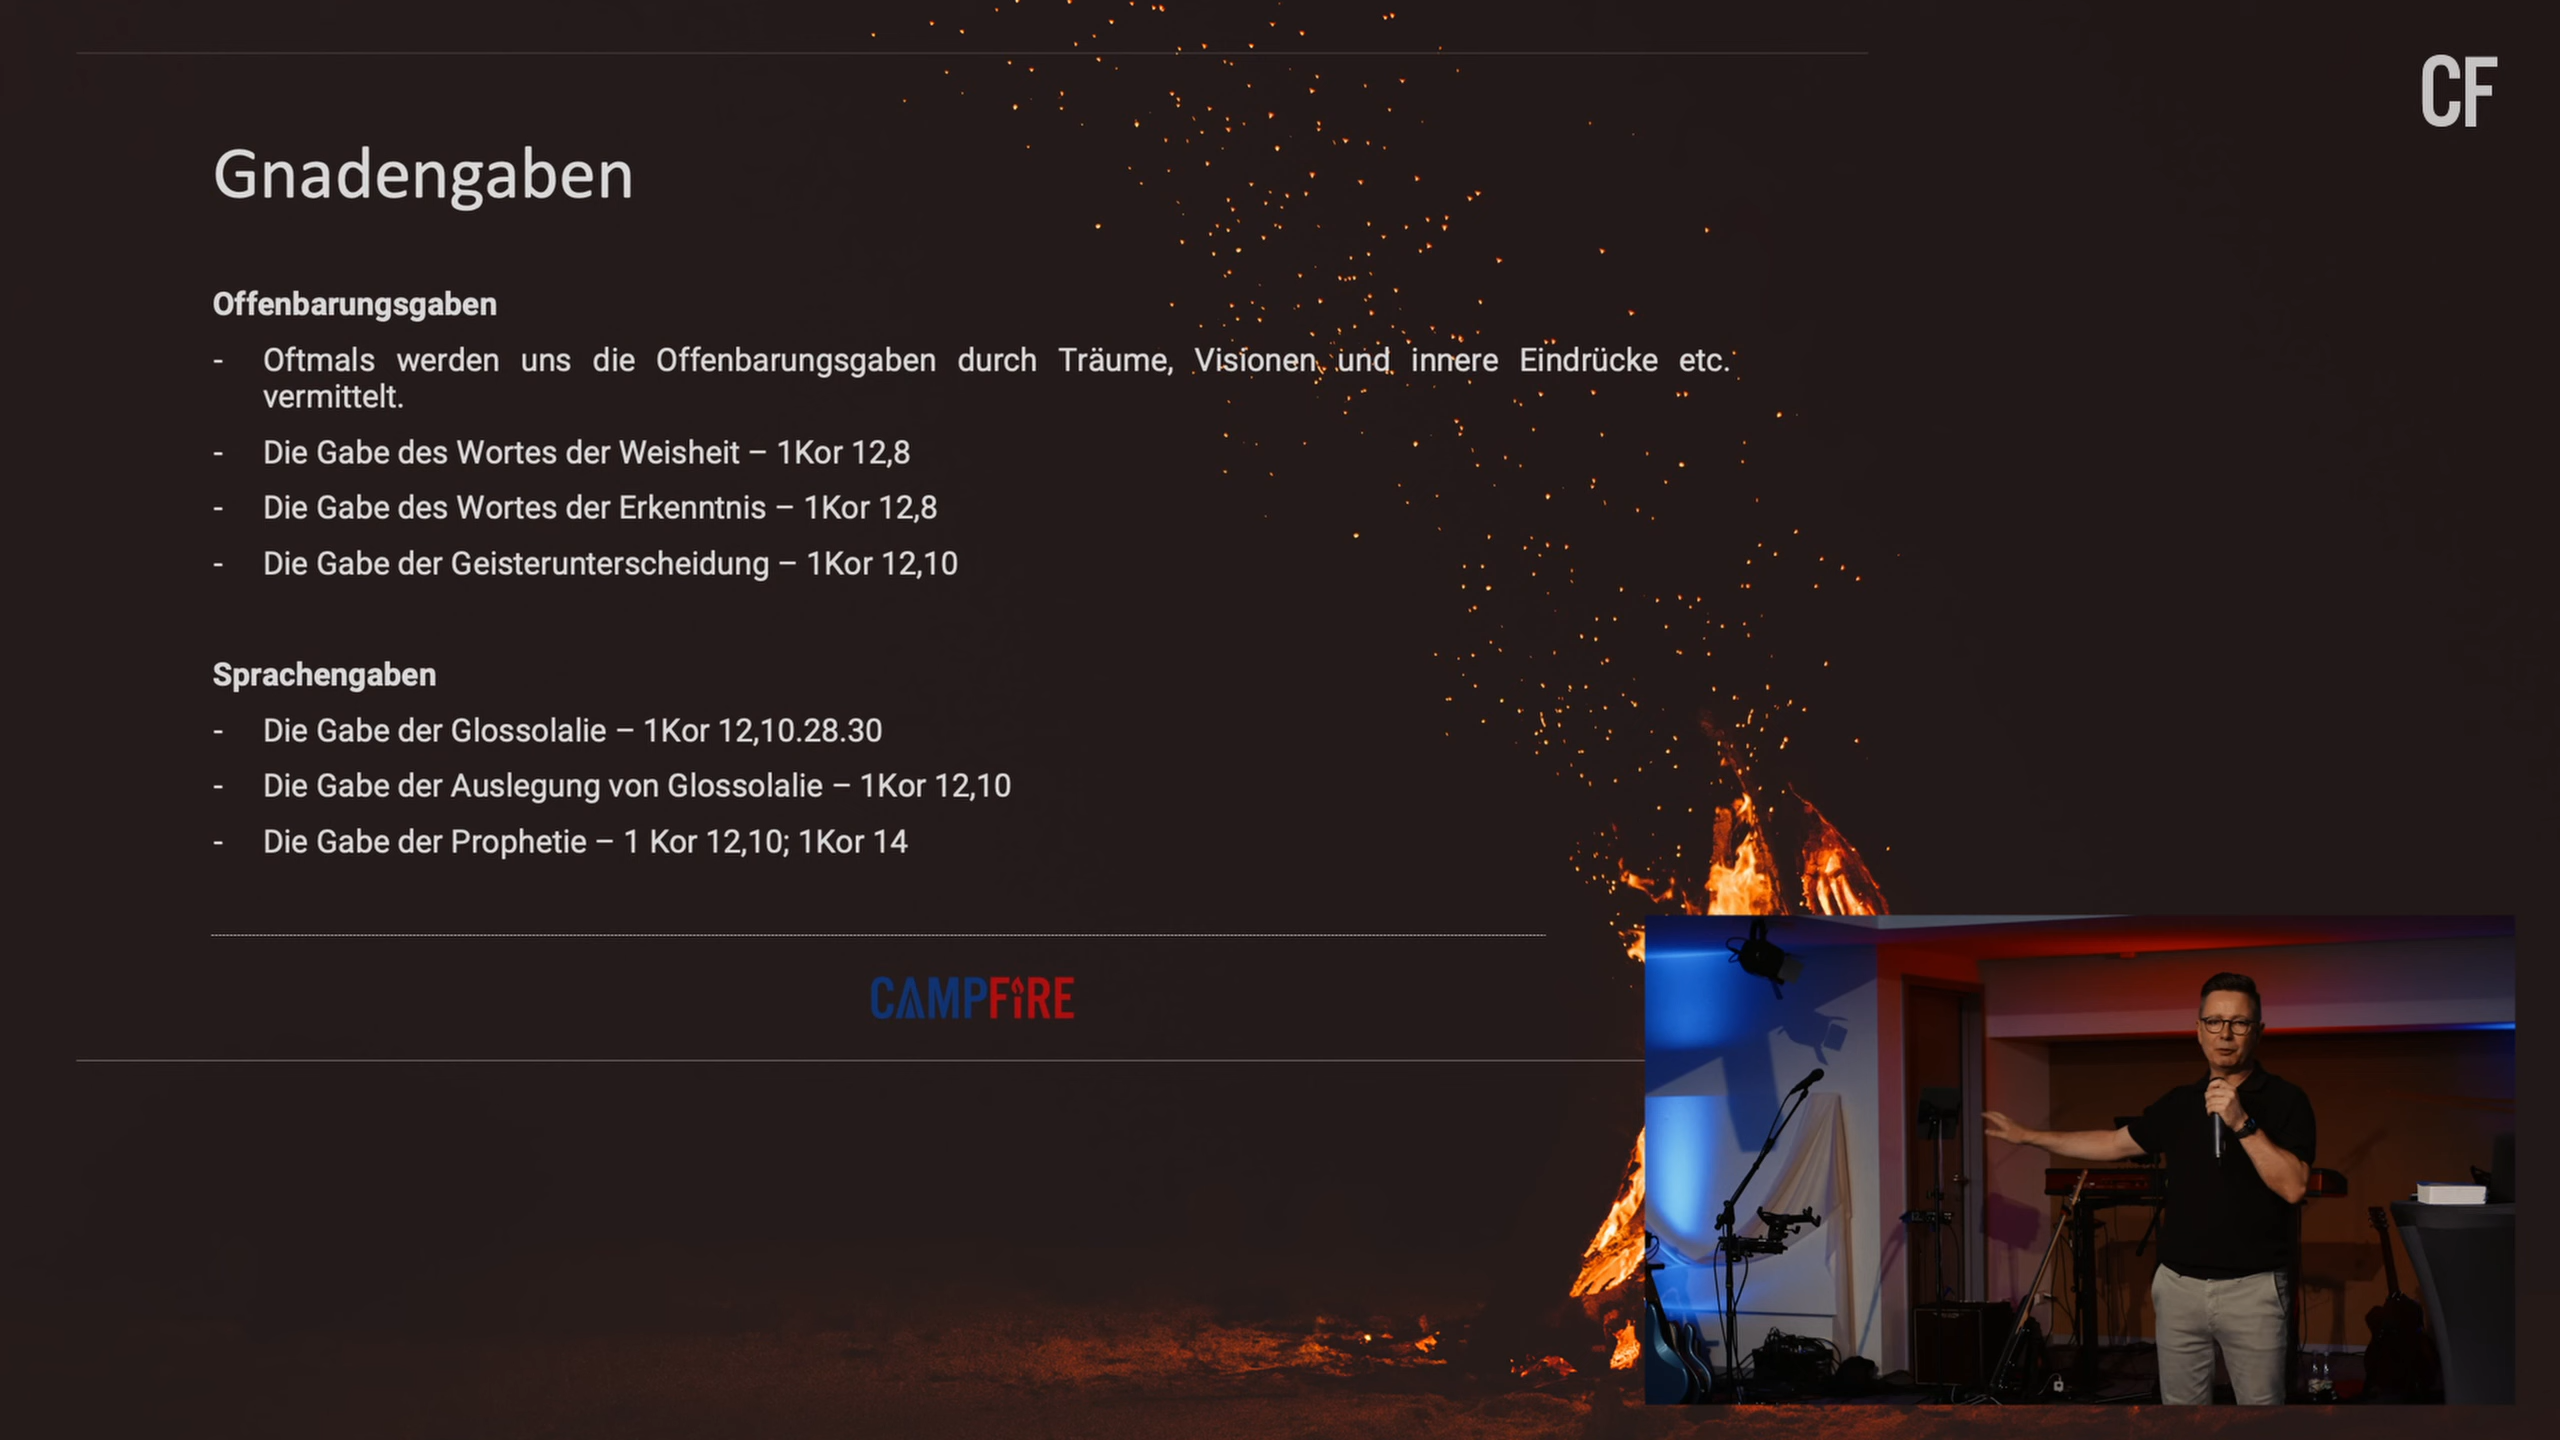 CF
Gnadengaben
Offenbarungsgaben
- Oftmals werden uns die Offenbarungsgaben durch Träume, Visionen und innere Eindrücke etc.
vermittelt.
- Die Gabe des Wortes der Weisheit – 1Kor 12,8
- Die Gabe des Wortes der Erkenntnis – 1Kor 12,8
- Die Gabe der Geisterunterscheidung – 1Kor 12,10
Sprachengaben
- Die Gabe der Glossolalie – 1Kor 12,10.28.30
- Die Gabe der Auslegung von Glossolalie – 1Kor 12,10
- Die Gabe der Prophetie – 1 Kor 12,10; 1Kor 14
CAMPFiRE